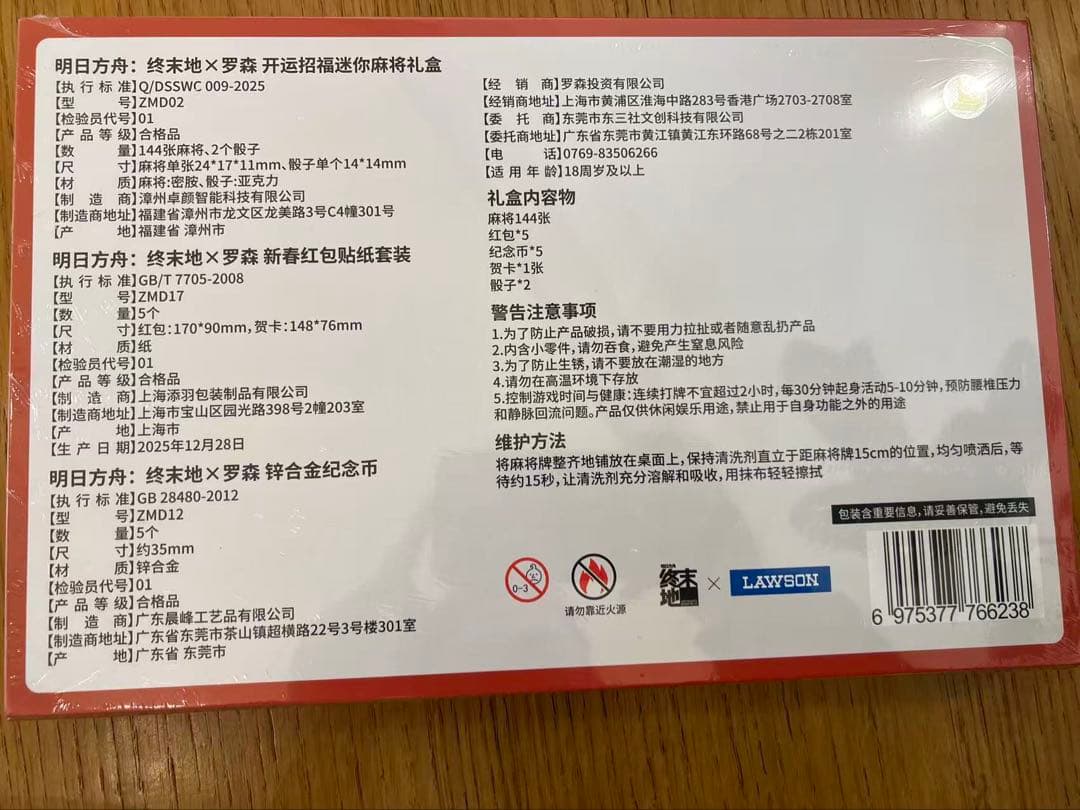 明日方舟：终末地×罗森 开运招福迷你麻将礼盒
【执行标准】Q/DSSWC 009-2025
【型号】ZMD02
【检验员代号】01
【产品等级】合格品
【数量】144张麻将、2个骰子
【尺寸】麻将单张24*17*11mm、骰子单个14*14mm
【材质】麻将:密胺、骰子:亚克力
【制造商】漳州卓颜智能科技有限公司
【制造商地址】福建省漳州市龙文区龙美路3号C4幢301号
【产地】福建省 漳州市
明日方舟：终末地×罗森 新春红包贴纸套装
【执行标准】GB/T 7705-2008
【型号】ZMD17
【数量】5个
【尺寸】红包：170*90mm，贺卡：148*76mm
【材质】纸
【检验员代号】01
【产品等级】合格品
【制造商】上海添羽包装制品有限公司
【制造商地址】上海市宝山区园光路398号2幢203室
【产地】上海市
【生产日期】2025年12月28日
明日方舟：终末地×罗森 锌合金纪念币
【执行标准】GB 28480-2012
【型号】ZMD12
【数量】5个
【尺寸】约35mm
【材质】锌合金
【检验员代号】01
【产品等级】合格品
【制造商】广东晨峰工艺品有限公司
【制造商地址】广东省东莞市茶山镇超横路22号3号楼301室
【产地】广东省 东莞市
【经销商】罗森投资有限公司
【经销商地址】上海市黄浦区淮海中路283号香港广场2703-2708室
【委托商】东莞市东三社文创科技有限公司
【委托商地址】广东省东莞市黄江镇黄江东环路68号之二2栋201室
【电话】0769-83506266
【适用年龄】18周岁及以上
礼盒内容物
麻将144张
红包*5
纪念币*5
贺卡*1张
骰子*2
警告注意事项
1.为了防止产品破损，请不要用力拉扯或者随意乱扔产品
2.内含小零件，请勿吞食，避免产生窒息风险
3.为了防止生锈，请不要放在潮湿的地方
4.请勿在高温环境下存放
5.控制游戏时间与健康：连续打牌不宜超过2小时，每30分钟起身活动5-10分钟，预防腰椎压力
和静脉回流问题。产品仅供休闲娱乐用途，禁止用于自身功能之外的用途
维护方法
将麻将牌整齐地铺放在桌面上，保持清洗剂直立于距麻将牌15cm的位置，均匀喷洒后，等
待约15秒，让清洗剂充分溶解和吸收，用抹布轻轻擦拭
包装含重要信息，请妥善保管，避免丢失
0-3
请勿靠近火源
终末地 × LAWSON
6 975377 766238